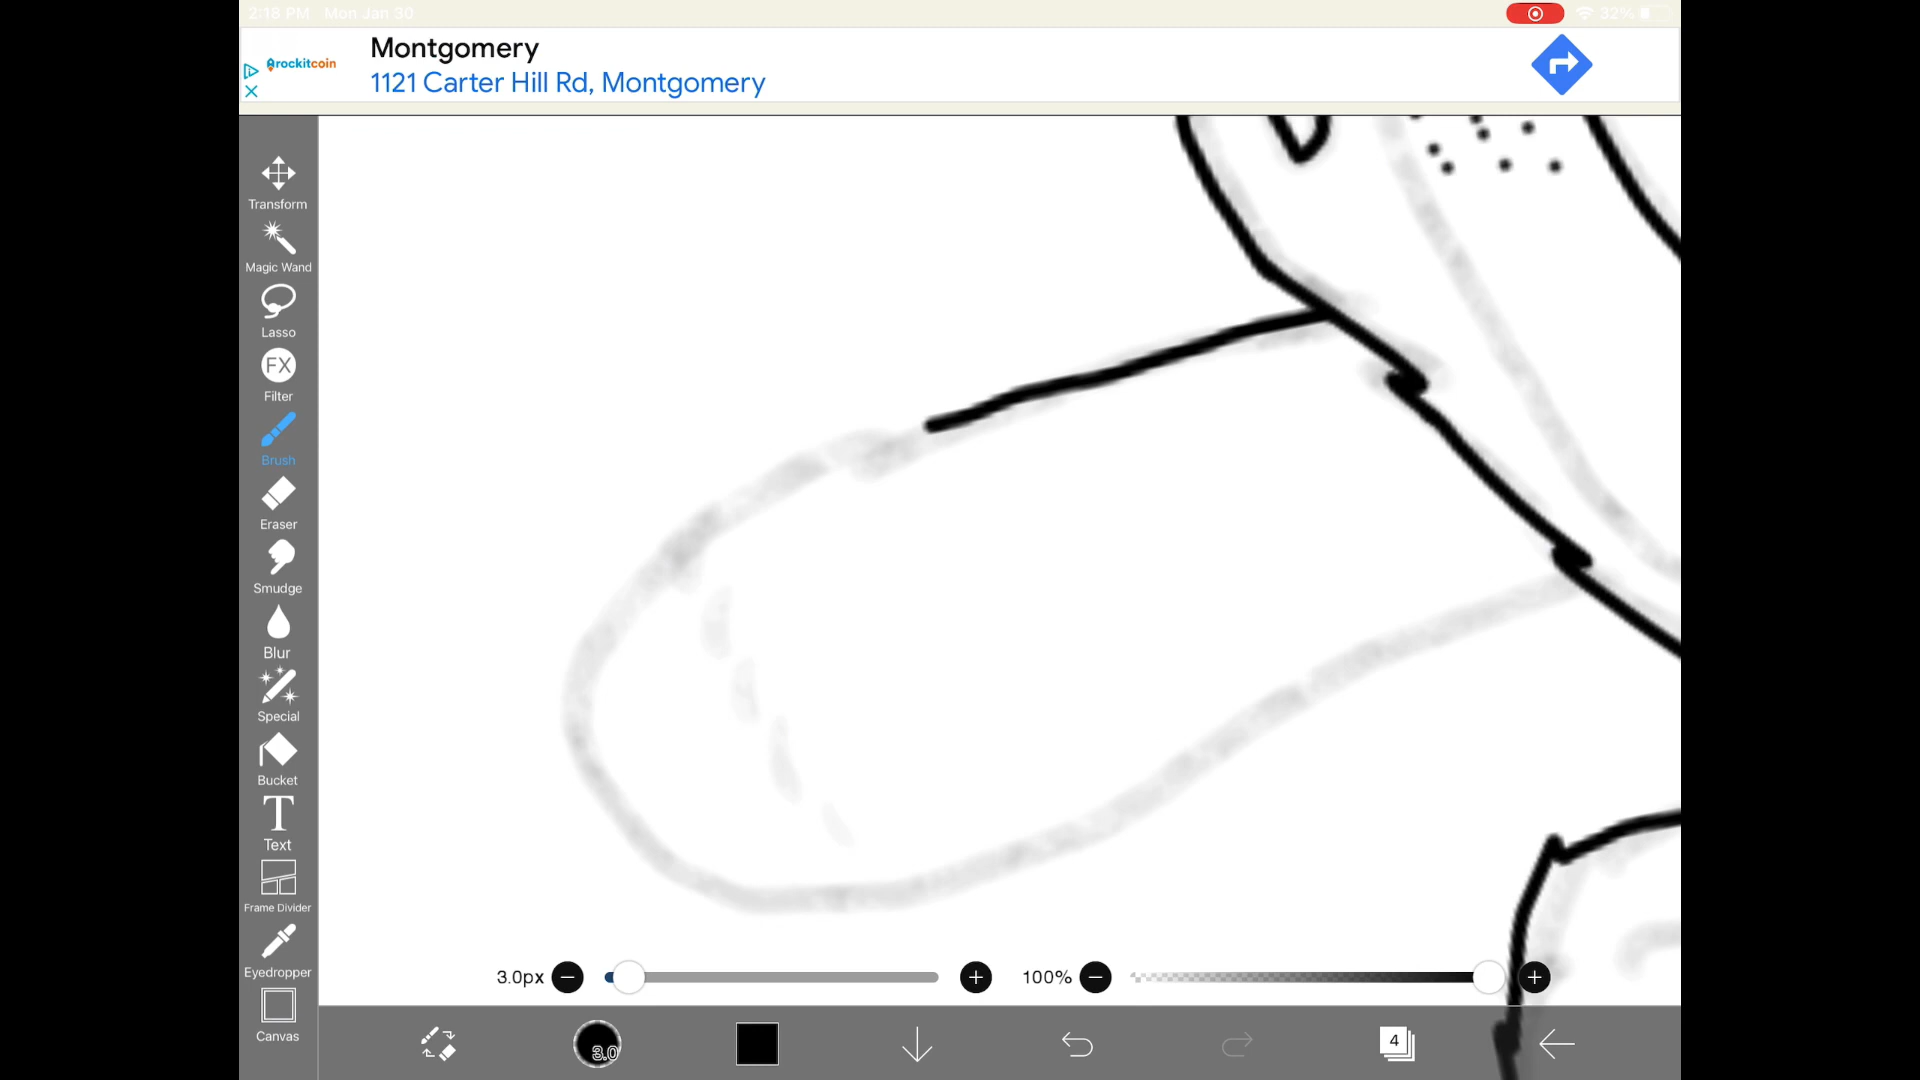 2:18 PM Mon Jan 30
32%
rockitcoin
Montgomery
1121 Carter Hill Rd, Montgomery
Transform
Magic Wand
Lasso
FX
Filter
Brush
Eraser
Smudge
Blur
Special
Bucket
T
Text
Frame Divider
Eyedropper
Canvas
3.0px
100%
3.0
4